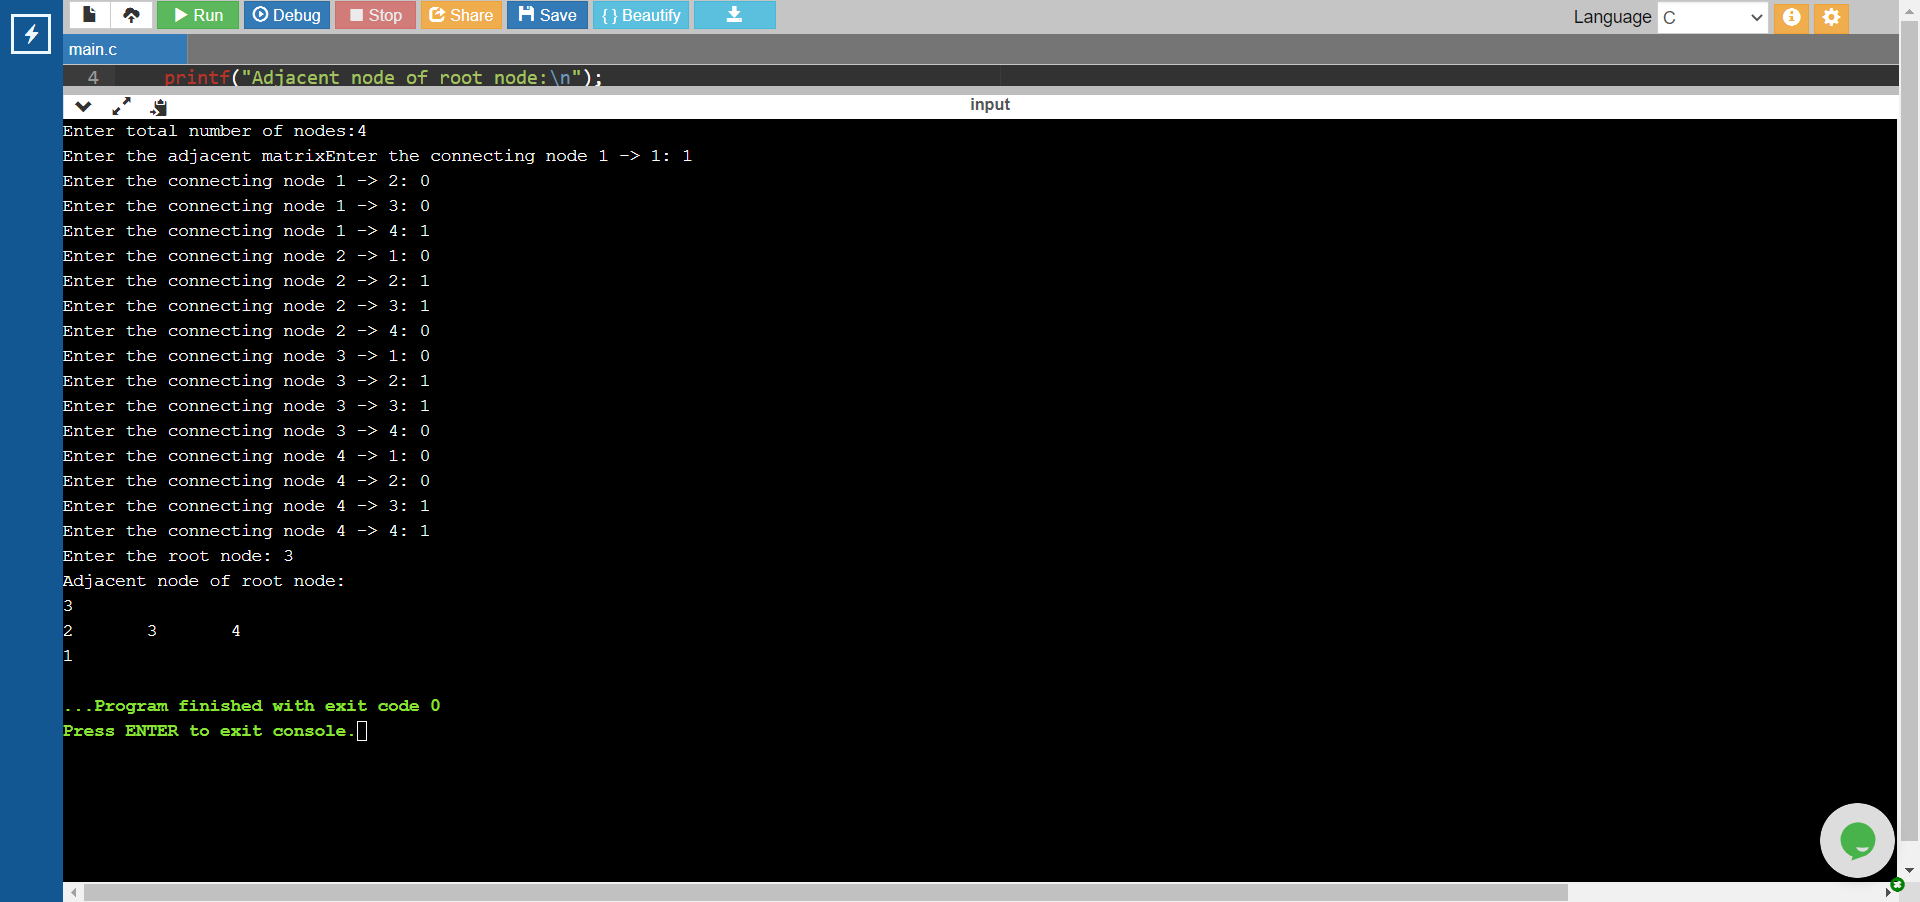 Run Debug Stop Share Save { } Beautify Language C
main.c
4 printf("Adjacent node of root node:\n");
input
Enter total number of nodes:4
Enter the adjacent matrixEnter the connecting node 1 -> 1: 1
Enter the connecting node 1 -> 2: 0
Enter the connecting node 1 -> 3: 0
Enter the connecting node 1 -> 4: 1
Enter the connecting node 2 -> 1: 0
Enter the connecting node 2 -> 2: 1
Enter the connecting node 2 -> 3: 1
Enter the connecting node 2 -> 4: 0
Enter the connecting node 3 -> 1: 0
Enter the connecting node 3 -> 2: 1
Enter the connecting node 3 -> 3: 1
Enter the connecting node 3 -> 4: 0
Enter the connecting node 4 -> 1: 0
Enter the connecting node 4 -> 2: 0
Enter the connecting node 4 -> 3: 1
Enter the connecting node 4 -> 4: 1
Enter the root node: 3
Adjacent node of root node:
3
2 3 4
1
...Program finished with exit code 0
Press ENTER to exit console.